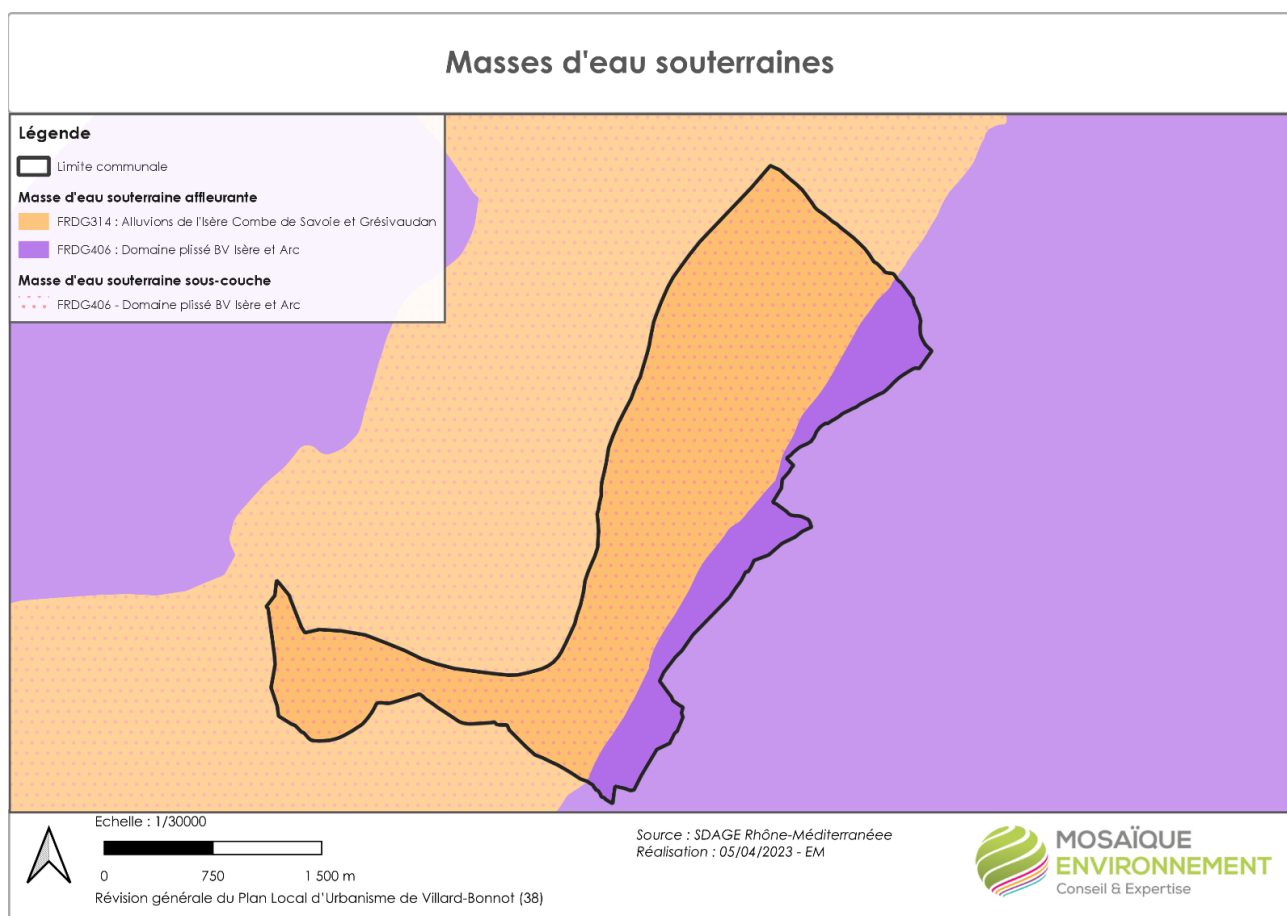 Masses d'eau souterraines
Légende
Limite communale
Masse d'eau souterraine affleurante
FRDG314 : Alluvions de l'Isère Combe de Savoie et Grésivaudan
FRDG406 : Domaine plissé BV Isère et Arc
Masse d'eau souterraine sous-couche
FRDG406 - Domaine plissé BV Isère et Arc
Echelle : 1/30000
0 750 1 500 m
Révision générale du Plan Local d'Urbanisme de Villard-Bonnot (38)
Source : SDAGE Rhône-Méditerranéee
Réalisation : 05/04/2023 - EM
MOSAÏQUE
ENVIRONNEMENT
Conseil & Expertise